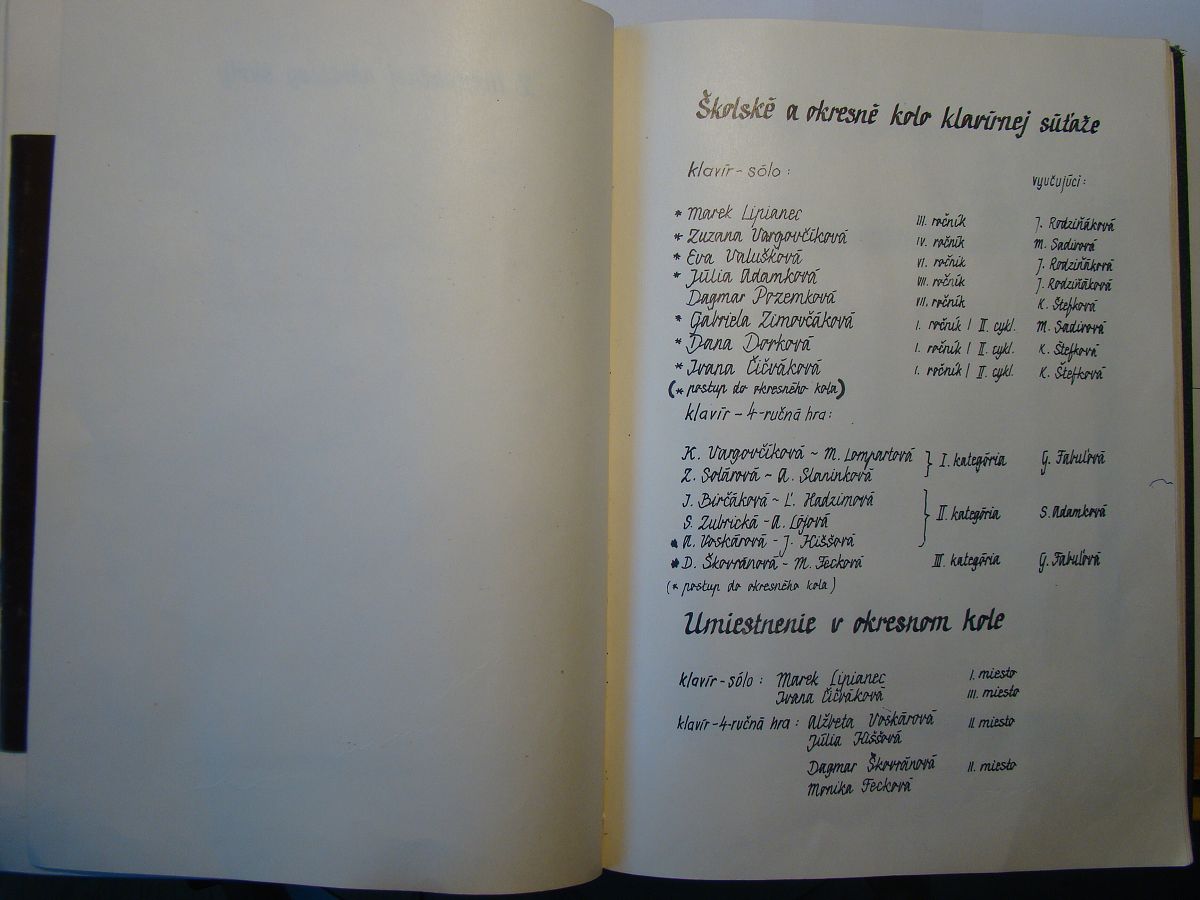 Školské a okresné kolo klavírnej súťaže
klavír - sólo : vyučujúci :
* Marek Lipianec III. ročník J. Rodziňáková
* Zuzana Vargovčíková IV. ročník M. Sadivová
* Eva Valušková VI. ročník J. Rodziňáková
* Júlia Adamková VII. ročník J. Rodziňáková
Dagmar Pozemková VII. ročník K. Štefková
* Gabriela Zimovčáková I. ročník / II. cykl. M. Sadivová
* Dana Dorková I. ročník / II. cykl. K. Štefková
* Ivana Čičváková I. ročník / II. cykl. K. Štefková
(* postup do okresného kola)
klavír - 4-ručná hra :
K. Vargovčíková ~ M. Lompartová } I. kategória G. Fabuľová
Z. Solárová ~ A. Slaninková
J. Birčáková ~ Ľ. Hadzimová
S. Zubrická - A. Lójová } II. kategória S. Adamková
* A. Voskárová - J. Hiššová
* D. Škovránová - M. Fecková III. kategória G. Fabuľová
(* postup do okresného kola)
Umiestnenie v okresnom kole
klavír - sólo : Marek Lipianec I. miesto
Ivana Čičváková III. miesto
klavír - 4-ručná hra : Alžbeta Voskárová II. miesto
Júlia Hiššová
Dagmar Škovránová II. miesto
Monika Fecková